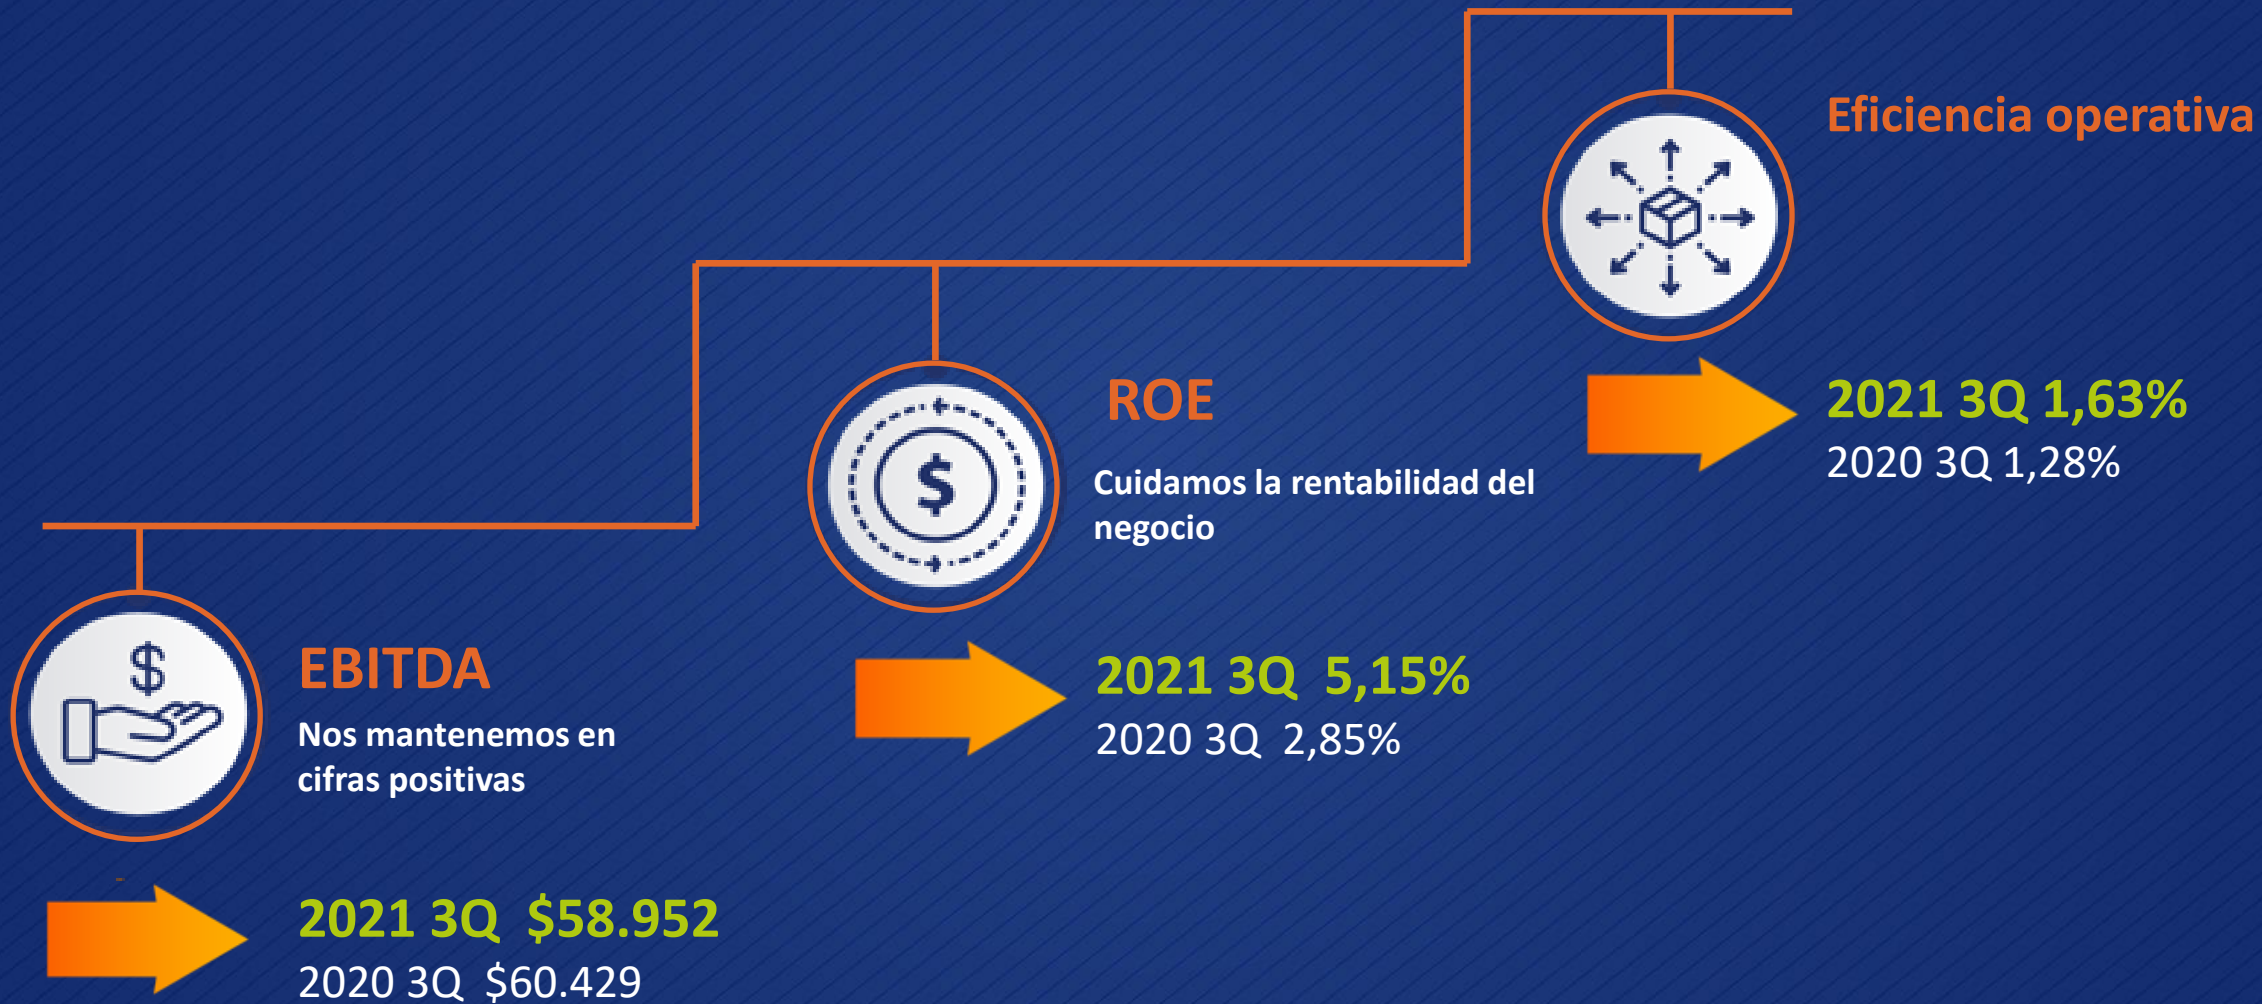 Eficiencia operativa
2021 3Q 1,63%
2020 3Q 1,28%
ROE
Cuidamos la rentabilidad del
negocio
2021 3Q 5,15%
2020 3Q 2,85%
EBITDA
Nos mantenemos en
cifras positivas
2021 3Q $58.952
2020 3Q $60.429
$
$